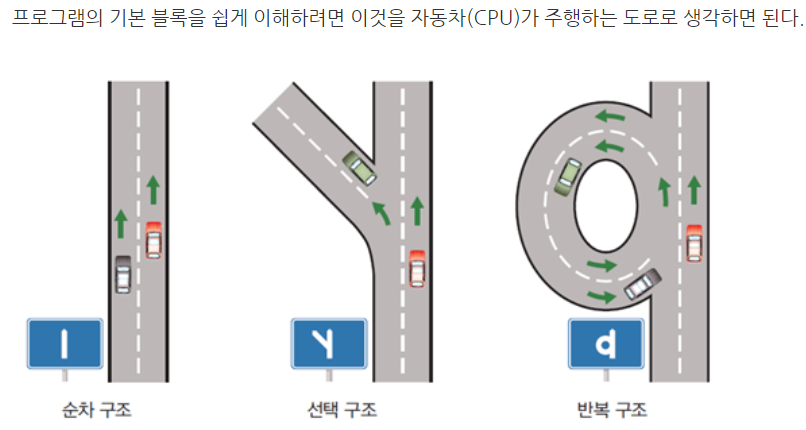 프로그램의 기본 블록을 쉽게 이해하려면 이것을 자동차(CPU)가 주행하는 도로로 생각하면 된다.
순차 구조
선택 구조
반복 구조